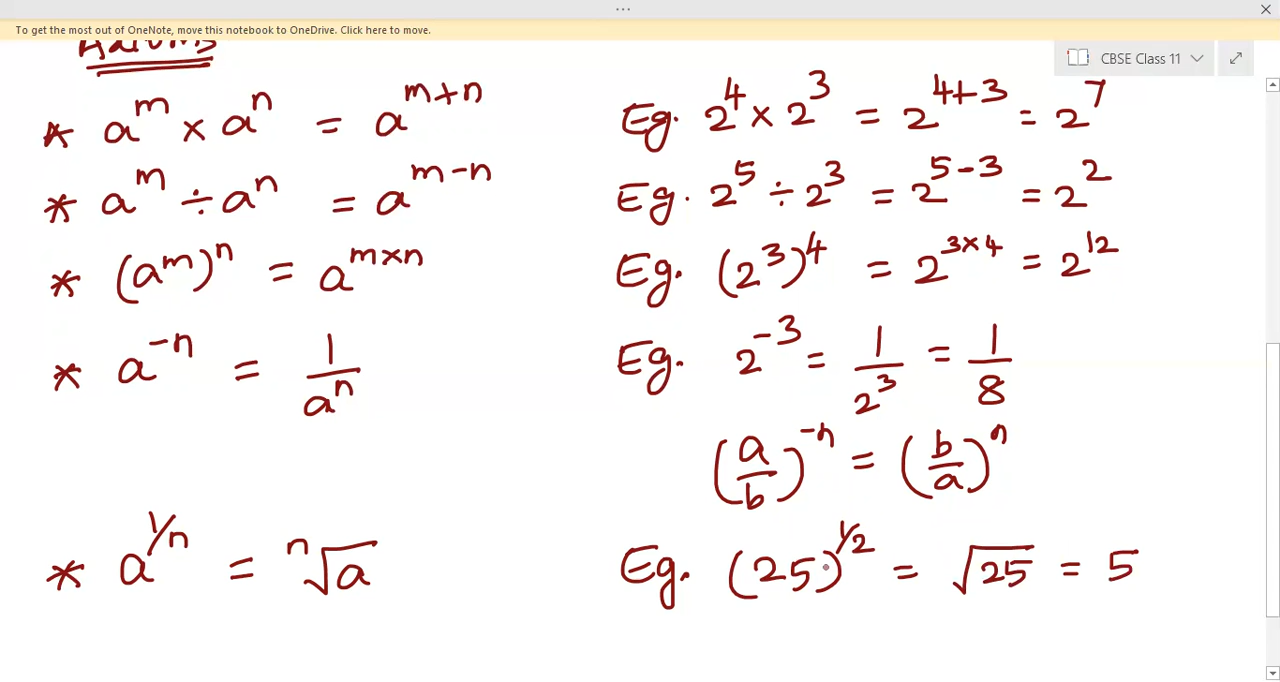 ...
To get the most out of OneNote, move this notebook to OneDrive. Click here to move.
CBSE Class 11
* a^m × a^n = a^(m+n) Eg. 2^4 × 2^3 = 2^(4+3) = 2^7
* a^m ÷ a^n = a^(m-n) Eg. 2^5 ÷ 2^3 = 2^(5-3) = 2^2
* (a^m)^n = a^(m×n) Eg. (2^3)^4 = 2^(3×4) = 2^12
* a^(-n) = 1/a^n Eg. 2^(-3) = 1/2^3 = 1/8
(a/b)^(-n) = (b/a)^n
* a^(1/n) = ⁿ√a Eg. (25)^(1/2) = √25 = 5